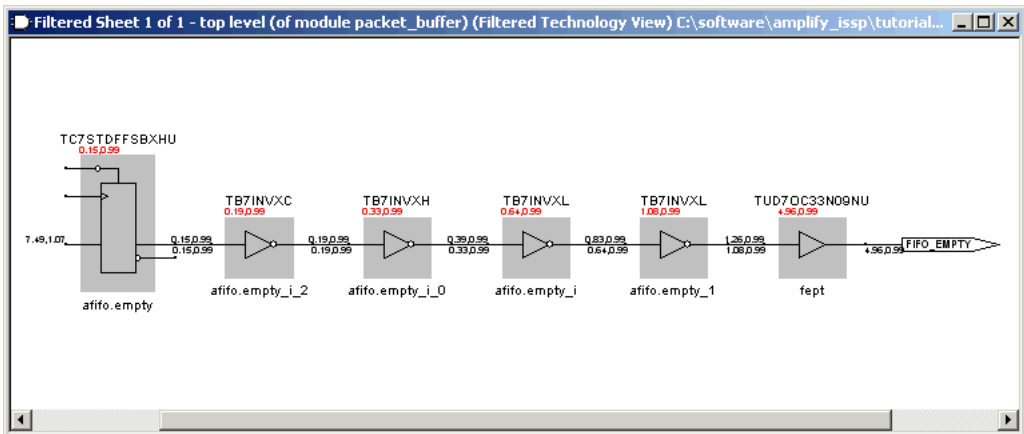 Filtered Sheet 1 of 1 - top level (of module packet_buffer) (Filtered Technology View) C:\software\amplify_issp\tutorial...
TC7STDFFSBXHU
0.15,0.99
TB7INVXC
0.19,0.99
TB7INVXH
0.33,0.99
TB7INVXL
0.64,0.99
TB7INVXL
1.08,0.99
TUD7OC33N09NU
4.96,0.99
7.49,1.07
0.15,0.99
0.15,0.99
0.19,0.99
0.19,0.99
0.39,0.99
0.33,0.99
0.83,0.99
0.64,0.99
1.26,0.99
1.08,0.99
4.96,0.99
FIFO_EMPTY
afifo.empty
afifo.empty_i_2
afifo.empty_i_0
afifo.empty_i
afifo.empty_1
fept